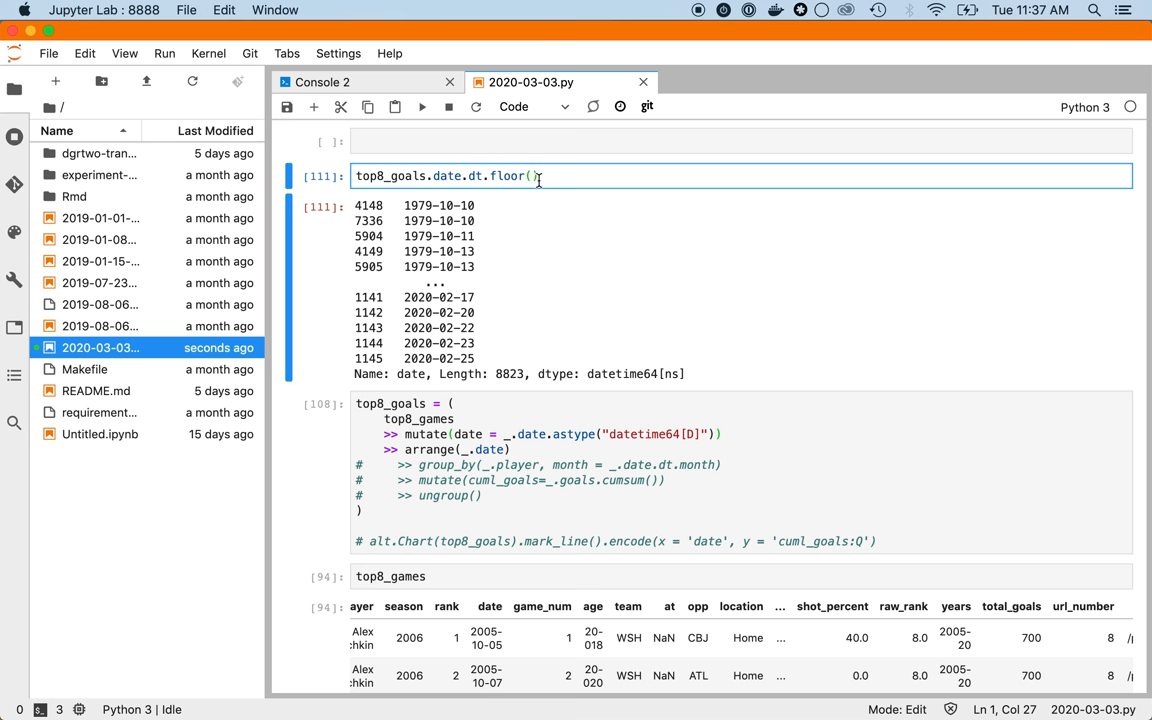 Jupyter Lab : 8888 File Edit Window Tue 11:37 AM
File Edit View Run Kernel Git Tabs Settings Help
Console 2 2020-03-03.py
Code git Python 3
/
Name Last Modified
dgrtwo-tran... 5 days ago
experiment-... a month ago
Rmd a month ago
2019-01-01-... a month ago
2019-01-08... a month ago
2019-01-15-... a month ago
2019-07-23... a month ago
2019-08-06... a month ago
2019-08-06... a month ago
2020-03-03... seconds ago
Makefile a month ago
README.md 5 days ago
requirement... a month ago
Untitled.ipynb 15 days ago
[ ]:
[111]: top8_goals.date.dt.floor()
[111]: 4148 1979-10-10
7336 1979-10-10
5904 1979-10-11
4149 1979-10-13
5905 1979-10-13
...
1141 2020-02-17
1142 2020-02-20
1143 2020-02-22
1144 2020-02-23
1145 2020-02-25
Name: date, Length: 8823, dtype: datetime64[ns]
[108]: top8_goals = (
top8_games
>> mutate(date = _.date.astype("datetime64[D]"))
>> arrange(_.date)
# >> group_by(_.player, month = _.date.dt.month)
# >> mutate(cuml_goals=_.goals.cumsum())
# >> ungroup()
)
# alt.Chart(top8_goals).mark_line().encode(x = 'date', y = 'cuml_goals:Q')
[94]: top8_games
[94]: ayer season rank date game_num age team at opp location ... shot_percent raw_rank years total_goals url_number
Alex chkin 2006 1 2005-10-05 1 20-018 WSH NaN CBJ Home ... 40.0 8.0 2005-20 700 8
Alex chkin 2006 2 2005-10-07 2 20-020 WSH NaN ATL Home ... 0.0 8.0 2005-20 700 8
0 3 Python 3 | Idle Mode: Edit Ln 1, Col 27 2020-03-03.py